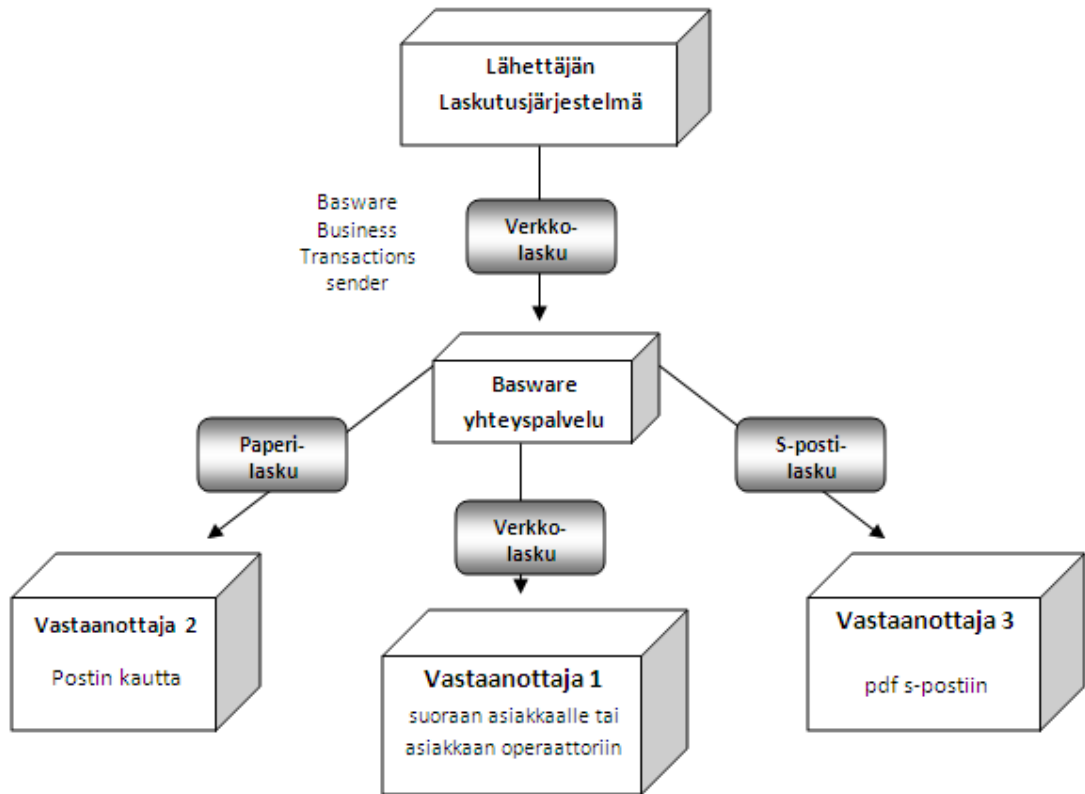 Lähettäjän
Laskutusjärjestelmä
Basware
Business
Transactions
sender
Verkko-
lasku
Basware
yhteyspalvelu
Paperi-
lasku
S-posti-
lasku
Verkko-
lasku
Vastaanottaja 2
Postin kautta
Vastaanottaja 1
suoraan asiakkaalle tai
asiakkaan operaattoriin
Vastaanottaja 3
pdf s-postiin